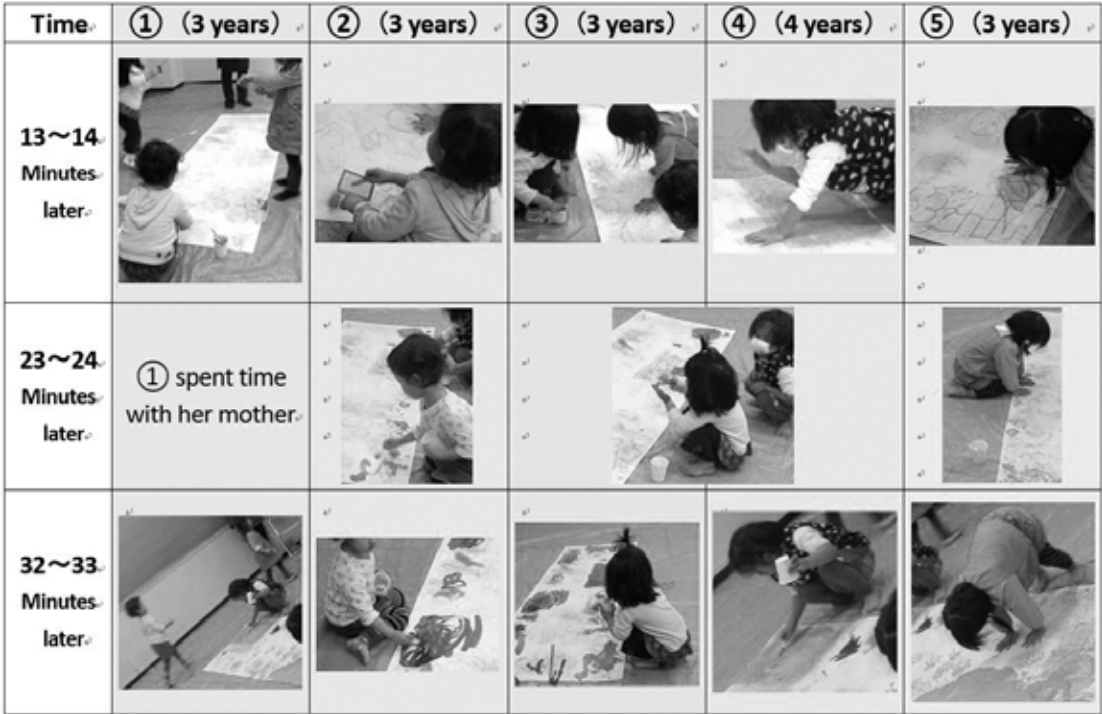 Time ① (3 years) ② (3 years) ③ (3 years) ④ (4 years) ⑤ (3 years)
13～14
Minutes
later
23～24
Minutes
later
① spent time
with her mother
32～33
Minutes
later